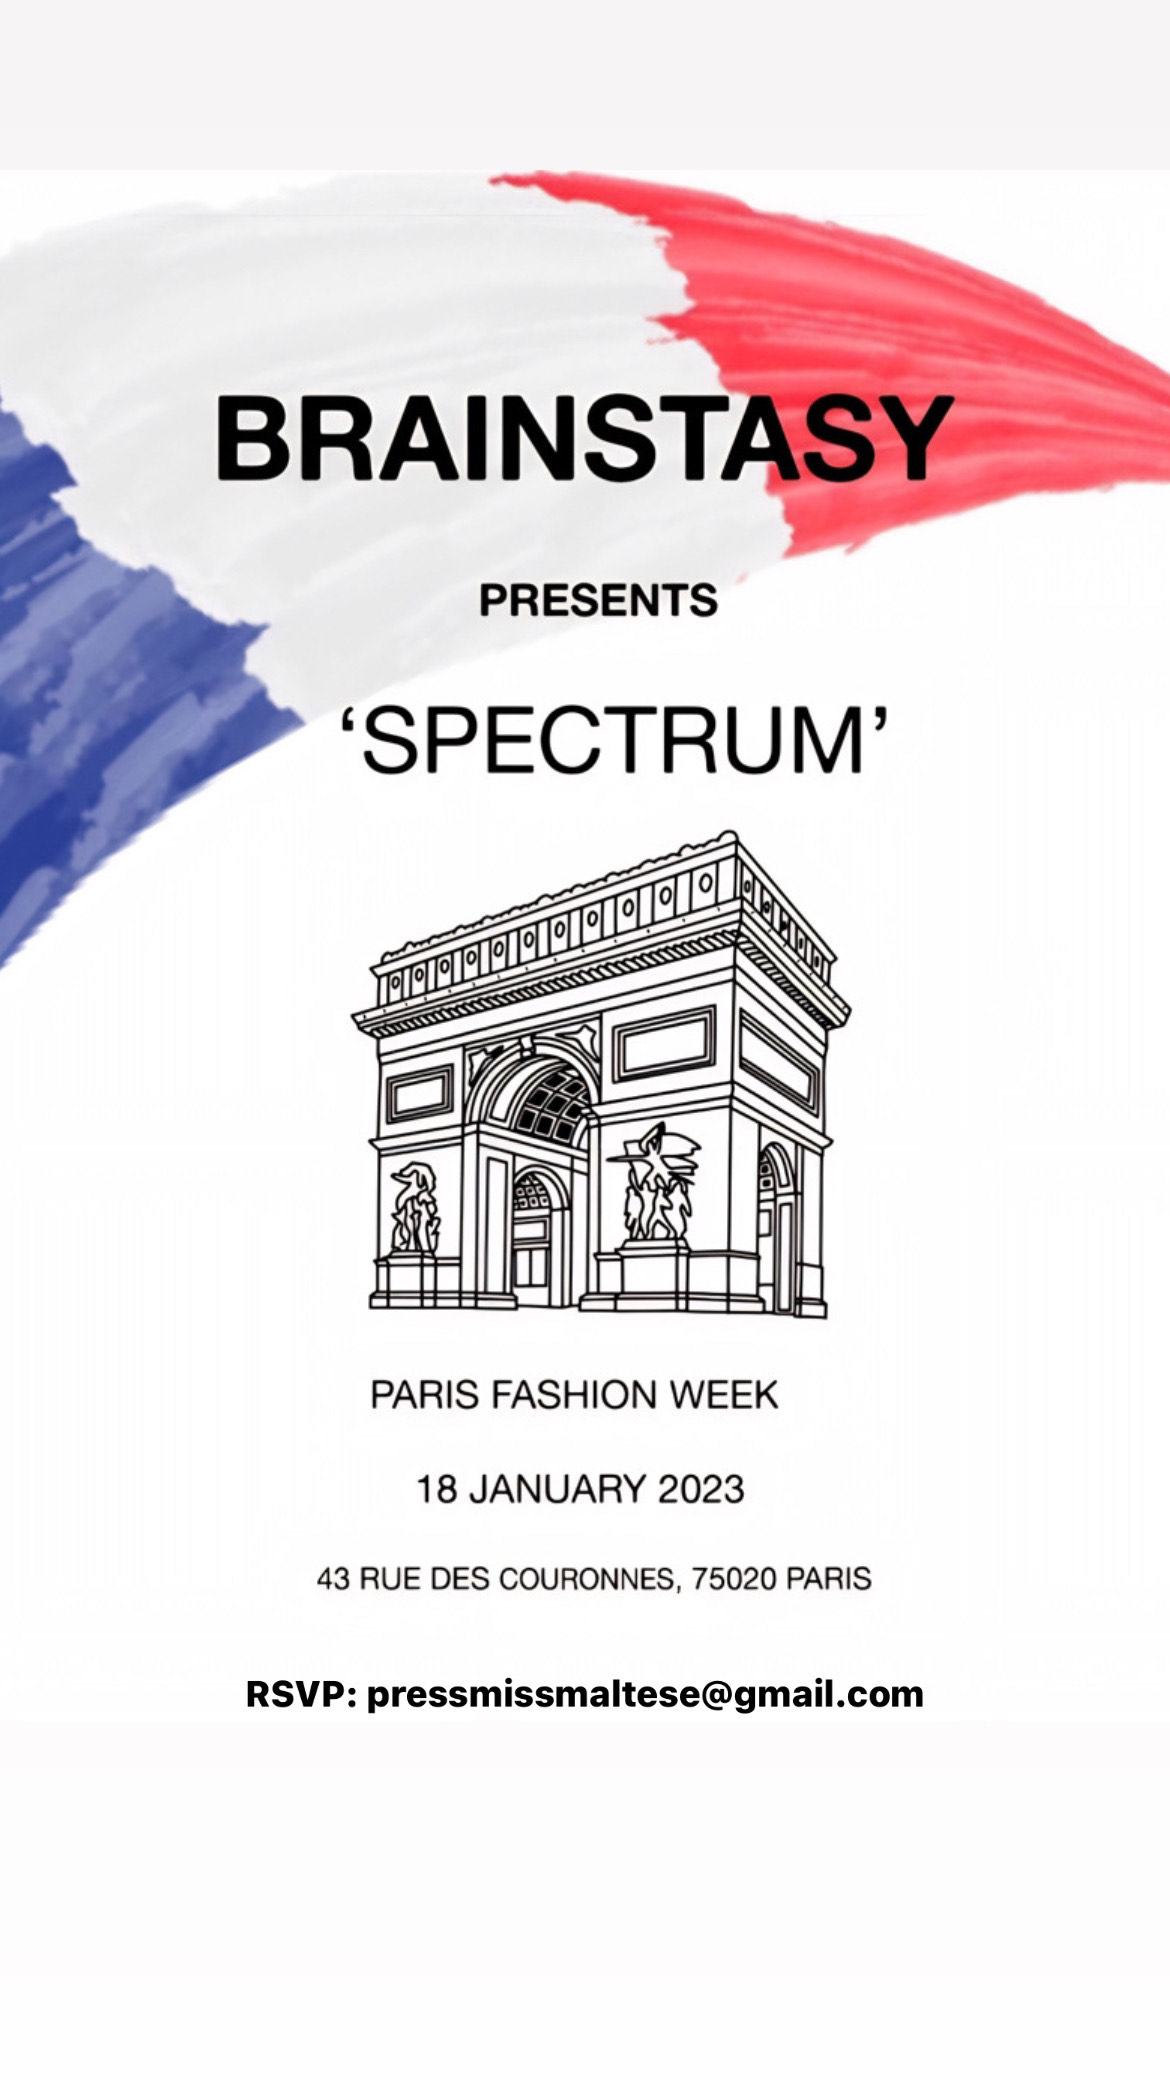 BRAINSTASY
PRESENTS
‘SPECTRUM’
PARIS FASHION WEEK
18 JANUARY 2023
43 RUE DES COURONNES, 75020 PARIS
RSVP: pressmissmaltese@gmail.com